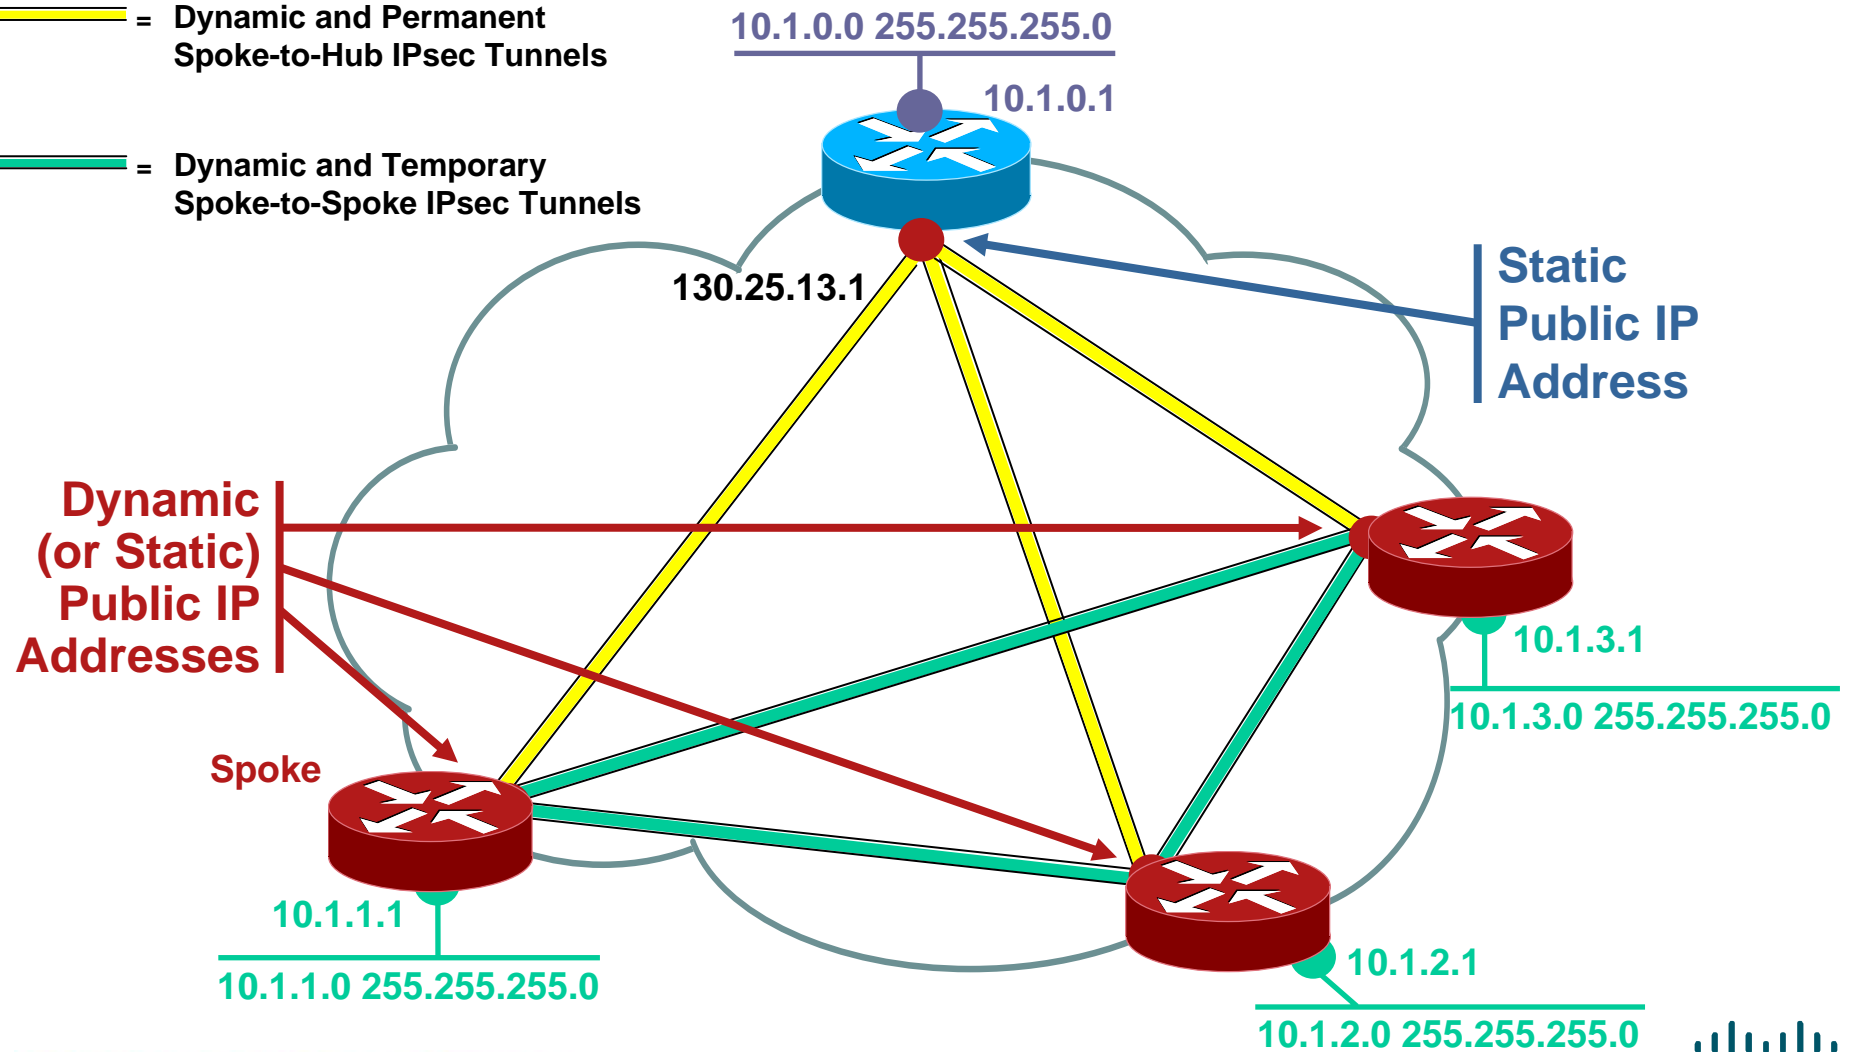 = Dynamic and Permanent
Spoke-to-Hub IPsec Tunnels
= Dynamic and Temporary
Spoke-to-Spoke IPsec Tunnels
10.1.0.0 255.255.255.0
10.1.0.1
130.25.13.1
Static
Public IP
Address
Dynamic
(or Static)
Public IP
Addresses
10.1.3.1
10.1.3.0 255.255.255.0
Spoke
10.1.1.1
10.1.1.0 255.255.255.0
10.1.2.1
10.1.2.0 255.255.255.0